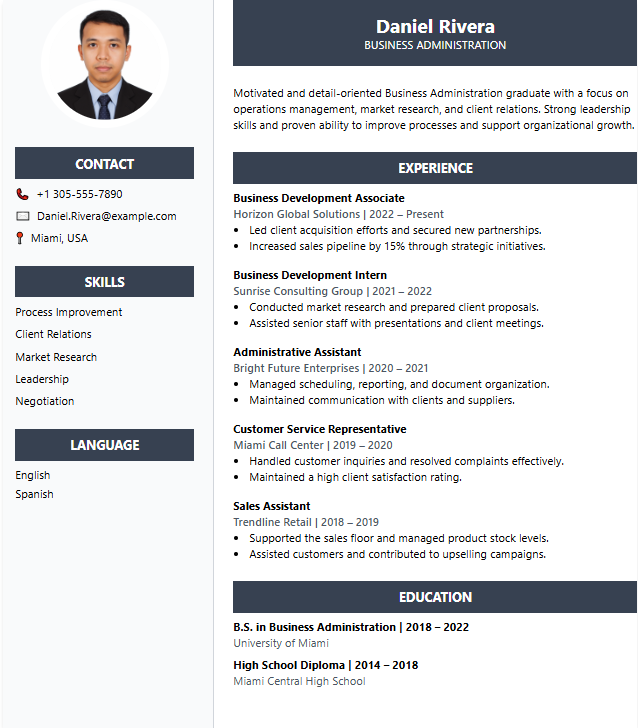 Daniel Rivera
BUSINESS ADMINISTRATION
Motivated and detail-oriented Business Administration graduate with a focus on
operations management, market research, and client relations. Strong leadership
skills and proven ability to improve processes and support organizational growth.
CONTACT
+1 305-555-7890
Daniel.Rivera@example.com
Miami, USA
SKILLS
Process Improvement
Client Relations
Market Research
Leadership
Negotiation
LANGUAGE
English
Spanish
EXPERIENCE
Business Development Associate
Horizon Global Solutions | 2022 – Present
• Led client acquisition efforts and secured new partnerships.
• Increased sales pipeline by 15% through strategic initiatives.
Business Development Intern
Sunrise Consulting Group | 2021 – 2022
• Conducted market research and prepared client proposals.
• Assisted senior staff with presentations and client meetings.
Administrative Assistant
Bright Future Enterprises | 2020 – 2021
• Managed scheduling, reporting, and document organization.
• Maintained communication with clients and suppliers.
Customer Service Representative
Miami Call Center | 2019 – 2020
• Handled customer inquiries and resolved complaints effectively.
• Maintained a high client satisfaction rating.
Sales Assistant
Trendline Retail | 2018 – 2019
• Supported the sales floor and managed product stock levels.
• Assisted customers and contributed to upselling campaigns.
EDUCATION
B.S. in Business Administration | 2018 – 2022
University of Miami
High School Diploma | 2014 – 2018
Miami Central High School